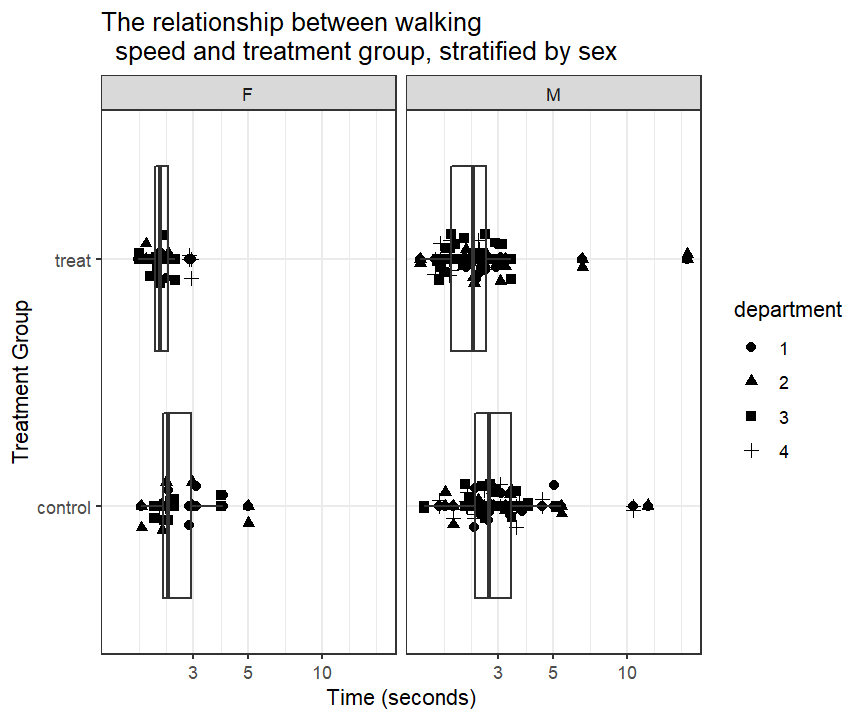 The relationship between walking
speed and treatment group, stratified by sex
F
M
Treatment Group
treat
control
3
5
10
3
5
10
Time (seconds)
department
1
2
3
4